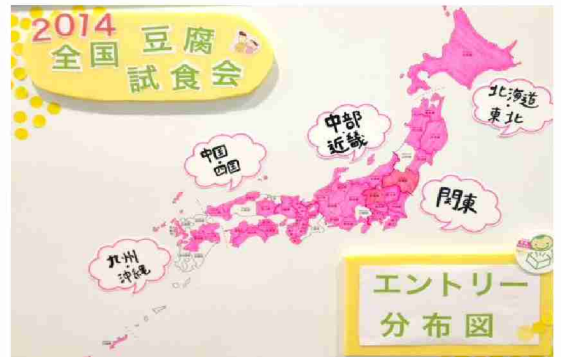 2014
全国 豆腐
試食会
北海道・
東北
中部
近畿
中国・
四国
関東
九州・
沖縄
エントリー
分布図